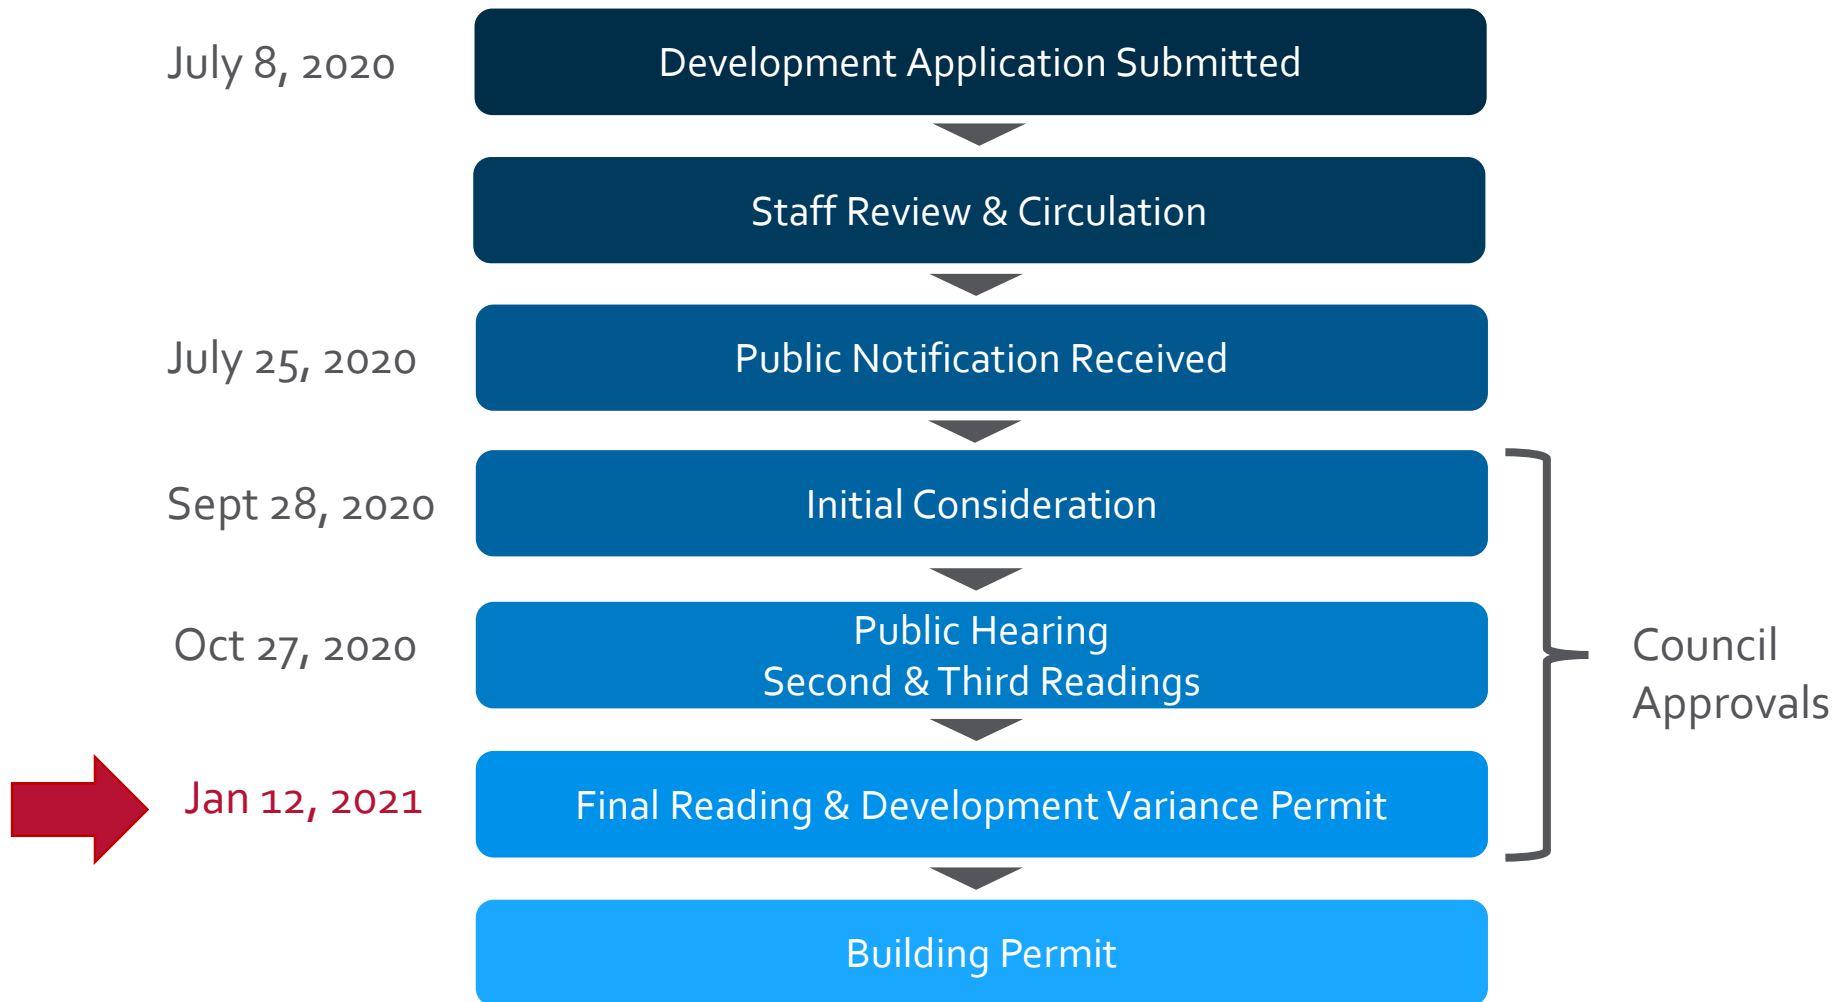 July 8, 2020
Development Application Submitted
Staff Review & Circulation
July 25, 2020
Public Notification Received
Sept 28, 2020
Initial Consideration
Oct 27, 2020
Public Hearing
Second & Third Readings
Council
Approvals
Jan 12, 2021
Final Reading & Development Variance Permit
Building Permit